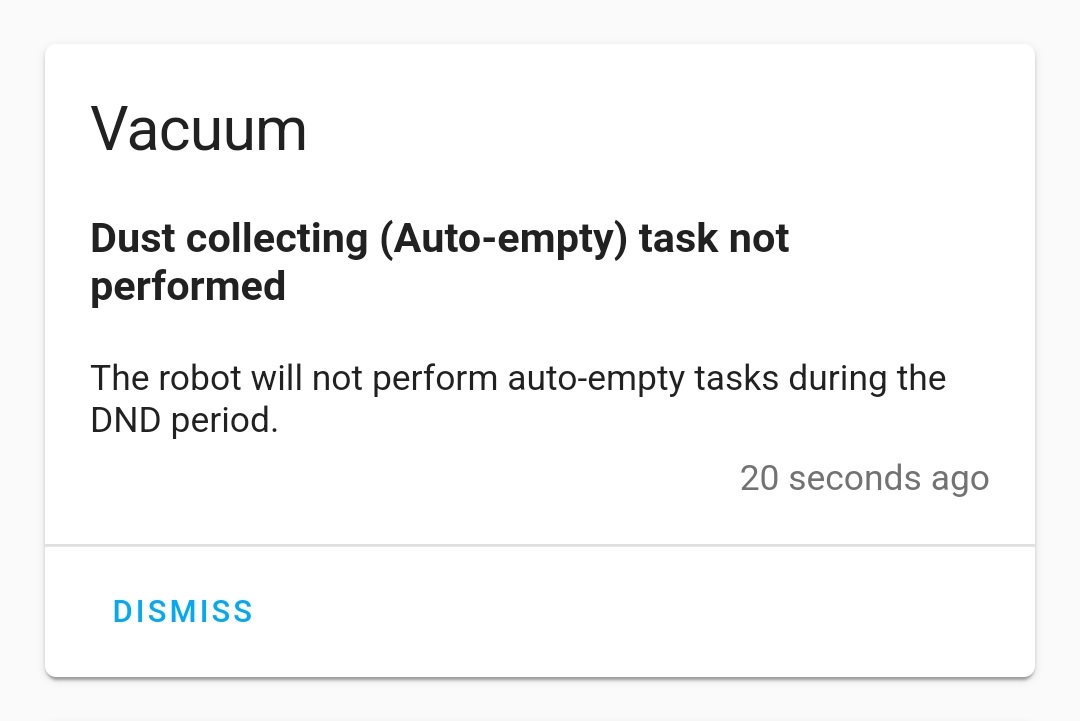 Vacuum
Dust collecting (Auto-empty) task not
performed
The robot will not perform auto-empty tasks during the
DND period.
20 seconds ago
DISMISS